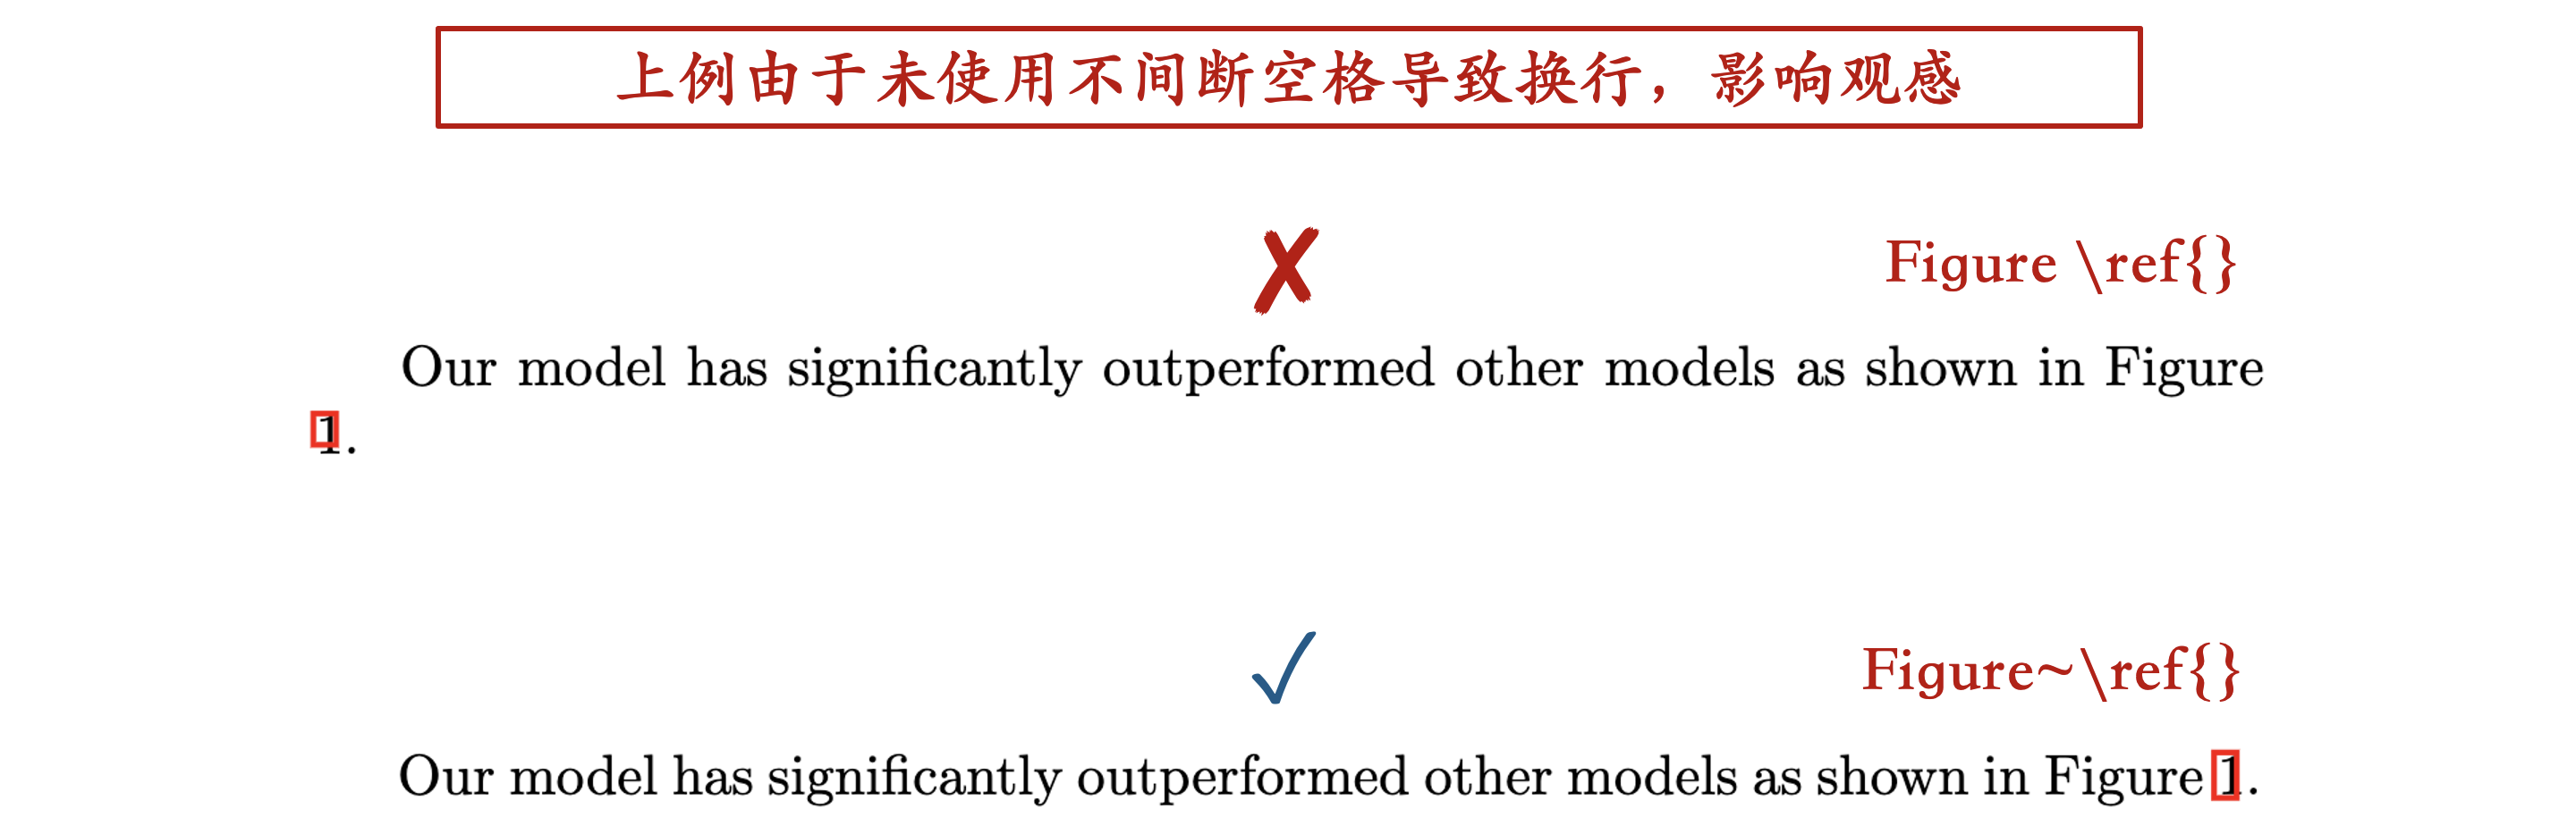 上例由于未使用不间断空格导致换行，影响观感
✗
Figure \ref{}
Our model has significantly outperformed other models as shown in Figure
1.
✓
Figure~\ref{}
Our model has significantly outperformed other models as shown in Figure 1.